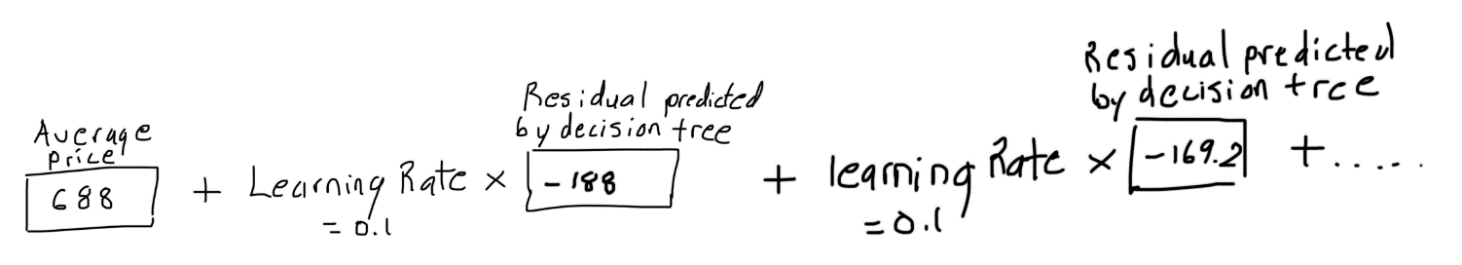 Average
Price
688
+ Learning Rate ×
= 0.1
Residual predicted
by decision tree
- 188
+ learning Rate ×
= 0.1
Residual predicted
by decision tree
-169.2
+.....